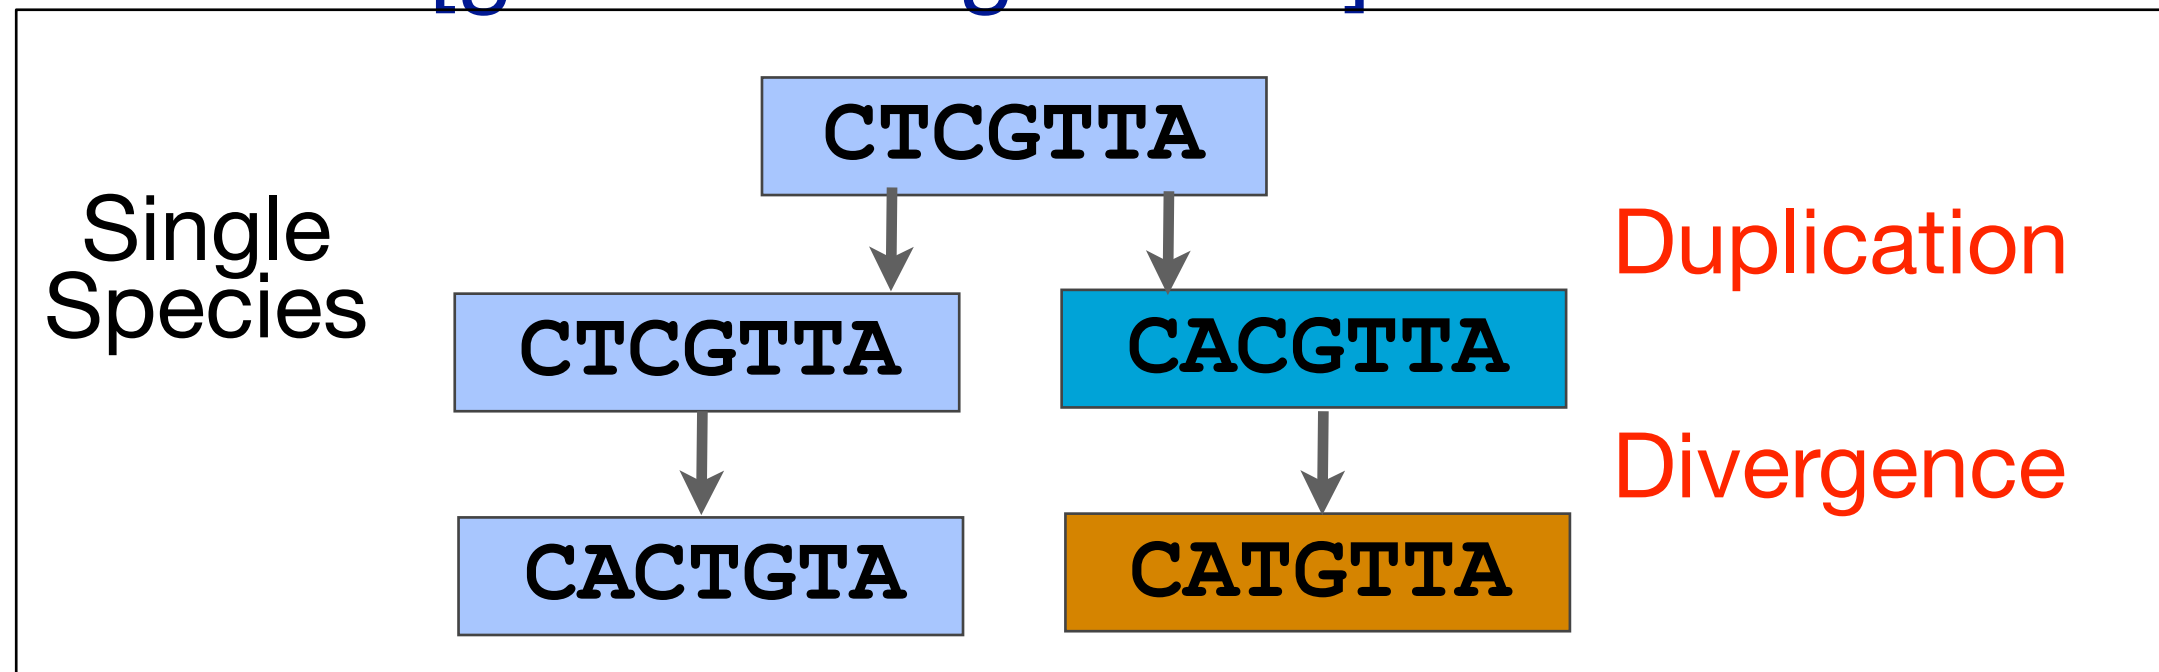 CTCGTTA
Single
Species
Duplication
CTCGTTA
CACGTTA
Divergence
CACTGTA
CATGTTA